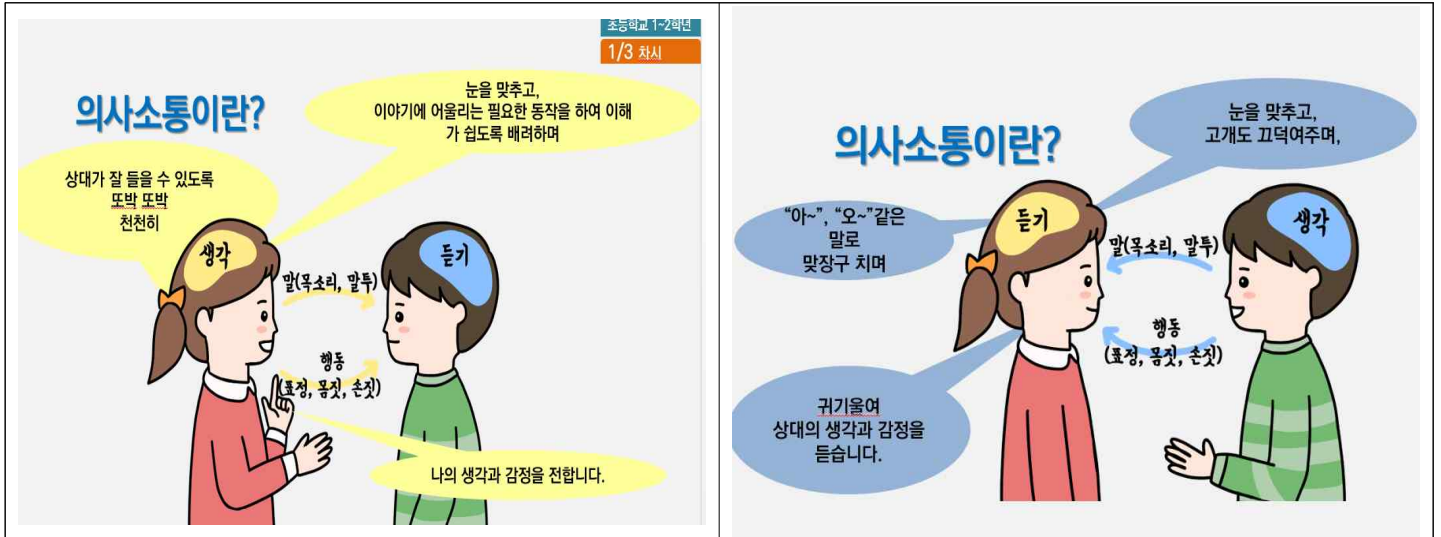 초등학교 1~2학년
1/3 차시
의사소통이란?
눈을 맞추고,
이야기에 어울리는 필요한 동작을 하여 이해
가 쉽도록 배려하며
상대가 잘 들을 수 있도록
또박 또박
천천히
생각
듣기
말(목소리, 말투)
행동
(표정, 몸짓, 손짓)
나의 생각과 감정을 전합니다.
의사소통이란?
눈을 맞추고,
고개도 끄덕여주며,
“아~”, “오~”같은
말로
맞장구 치며
듣기
생각
말(목소리, 말투)
행동
(표정, 몸짓, 손짓)
귀기울여
상대의 생각과 감정을
듣습니다.